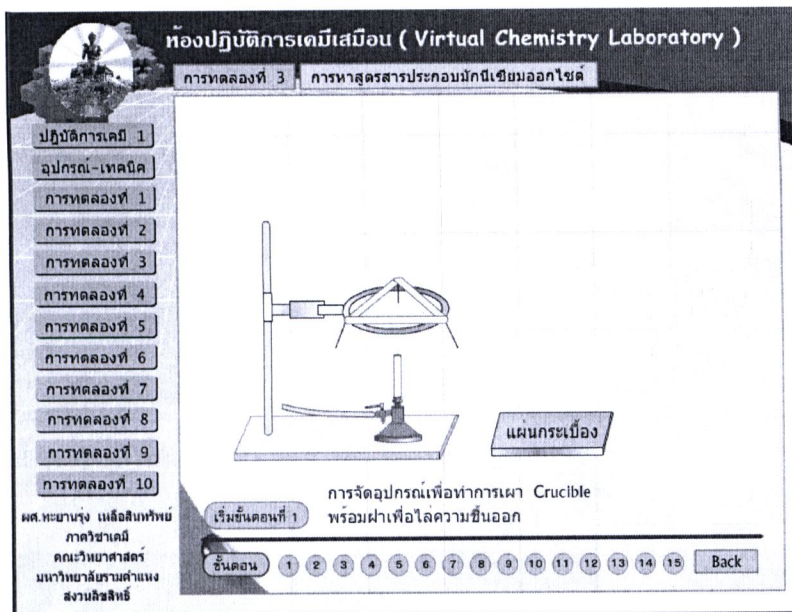 ห้องปฏิบัติการเคมีเสมือน ( Virtual Chemistry Laboratory )
การทดลองที่ 3 การหาสูตรสารประกอบมักนีเซียมออกไซด์
ปฏิบัติการเคมี 1
อุปกรณ์-เทคนิค
การทดลองที่ 1
การทดลองที่ 2
การทดลองที่ 3
การทดลองที่ 4
การทดลองที่ 5
การทดลองที่ 6
การทดลองที่ 7
การทดลองที่ 8
การทดลองที่ 9
การทดลองที่ 10
ผศ.ทะยานรุ่ง เหลือสินทรัพย์
ภาควิชาเคมี
คณะวิทยาศาสตร์
มหาวิทยาลัยรามคำแหง
สงวนลิขสิทธิ์
แผ่นกระเบื้อง
การจัดอุปกรณ์เพื่อทำการเผา Crucible
เริ่มขั้นตอนที่ 1 พร้อมฝาเพื่อไล่ความชื้นออก
ขั้นตอน 1 2 3 4 5 6 7 8 9 10 11 12 13 14 15 Back